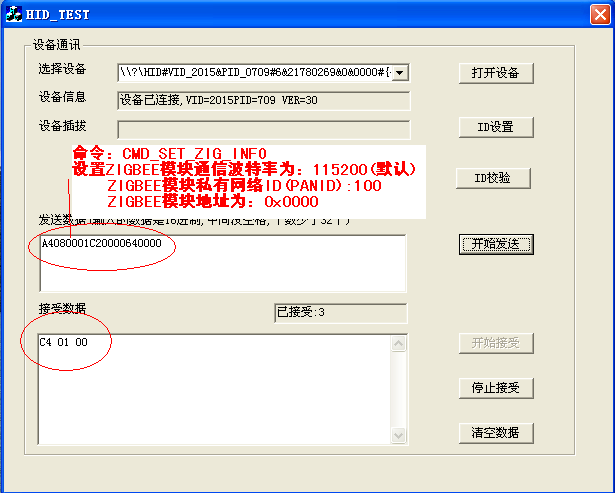 HID_TEST
设备通讯
选择设备
\\?\HID#VID_2015&PID_0709#6&21780269&0&0000#{-
打开设备
设备信息
设备已连接,VID=2015PID=709 VER=30
设备插拔
ID设置
命令: CMD_SET_ZIG_INFO
设置ZIGBEE模块通信波特率为: 115200(默认)
ZIGBEE模块私有网络ID(PANID):100
ZIGBEE模块地址为: 0x0000
ID校验
发送数据(输入的数据是16进制,中间没空格,个数少于32个)
A4080001C20000640000
开始发送
接受数据
已接受:3
C4 01 00
开始接受
停止接受
清空数据